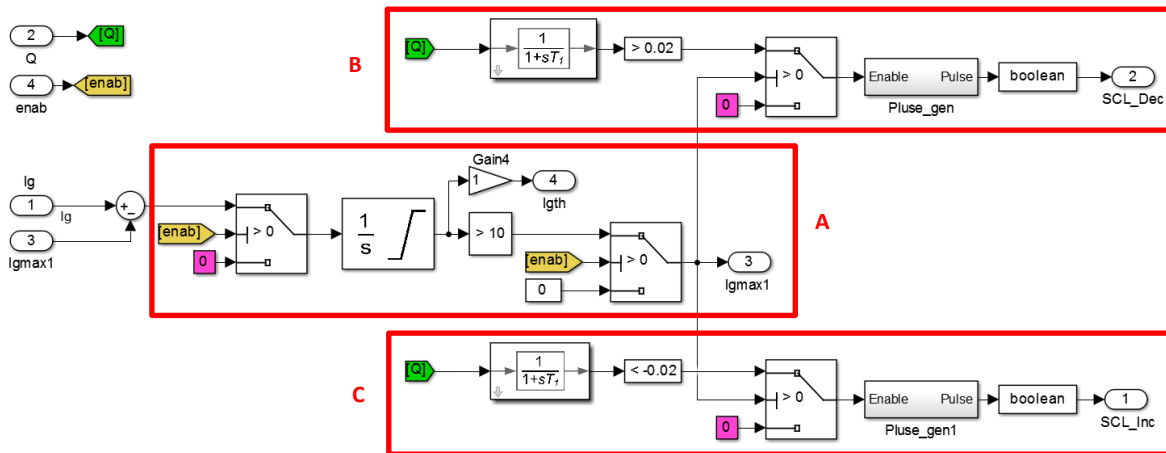 2
Q
[Q]
4
enab
[enab]
B
[Q]
1
1+sT1
> 0.02
> 0
0
Enable Pulse
Pluse_gen
boolean
2
SCL_Dec
Ig
1
Ig
3
Igmax1
+
_
[enab]
> 0
0
1
s
Gain4
1
4
Igth
> 10
[enab]
> 0
0
A
3
Igmax1
C
[Q]
1
1+sT1
< -0.02
> 0
0
Enable Pulse
Pluse_gen1
boolean
1
SCL_Inc